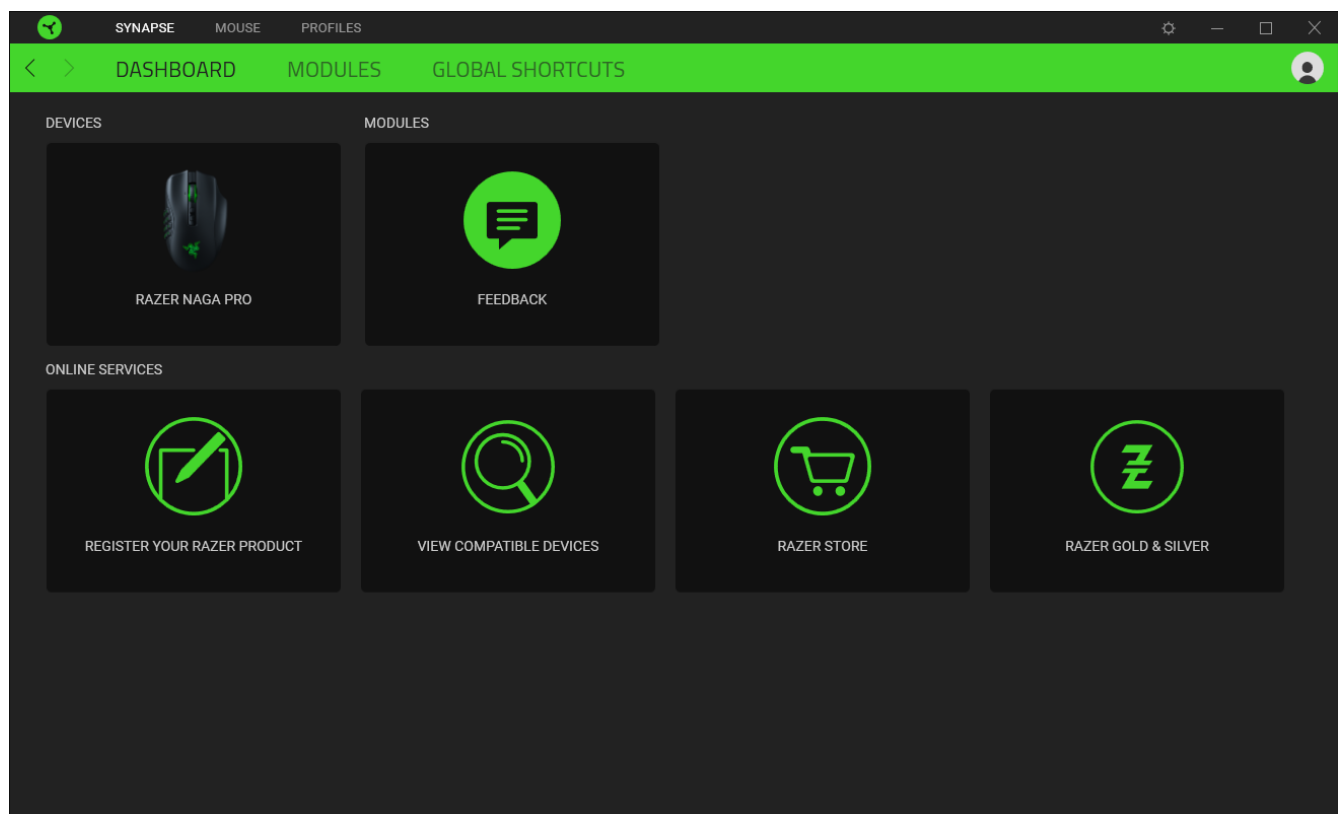 SYNAPSE MOUSE PROFILES
DASHBOARD MODULES GLOBAL SHORTCUTS
DEVICES MODULES
RAZER NAGA PRO FEEDBACK
ONLINE SERVICES
REGISTER YOUR RAZER PRODUCT VIEW COMPATIBLE DEVICES RAZER STORE RAZER GOLD & SILVER